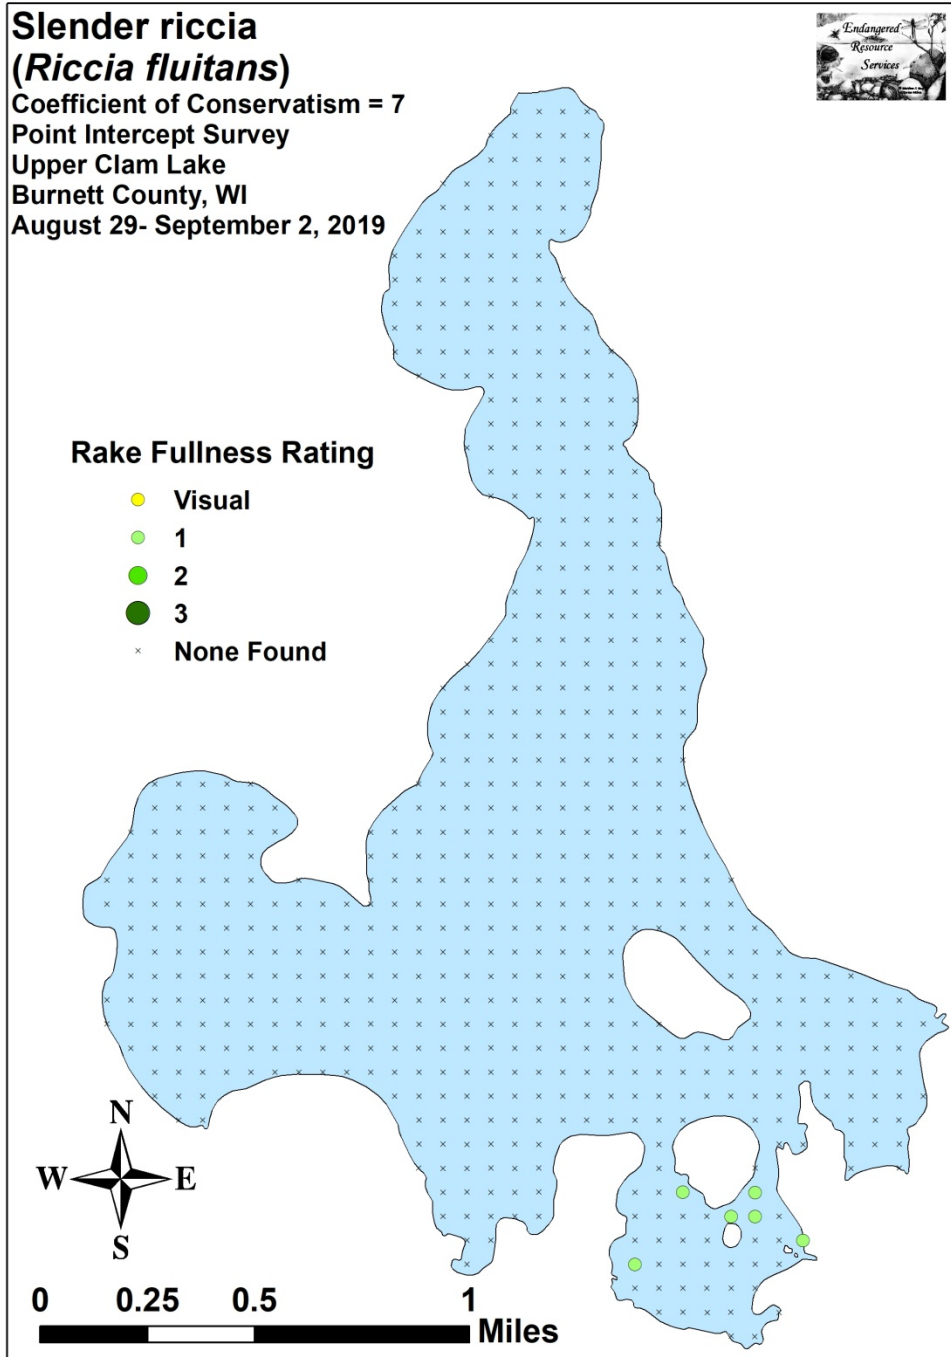 Slender riccia
(Riccia fluitans)
Coefficient of Conservatism = 7
Point Intercept Survey
Upper Clam Lake
Burnett County, WI
August 29- September 2, 2019
Endangered
Resource
Services
Rake Fullness Rating
Visual
1
2
3
None Found
N
W E
S
0 0.25 0.5 1
Miles